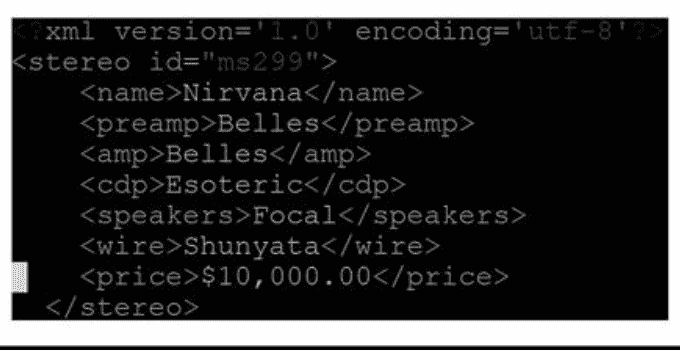 <?xml version='1.0' encoding='utf-8'?>
<stereo id="ms299">
<name>Nirvana</name>
<preamp>Belles</preamp>
<amp>Belles</amp>
<cdp>Esoteric</cdp>
<speakers>Focal</speakers>
<wire>Shunyata</wire>
<price>$10,000.00</price>
</stereo>